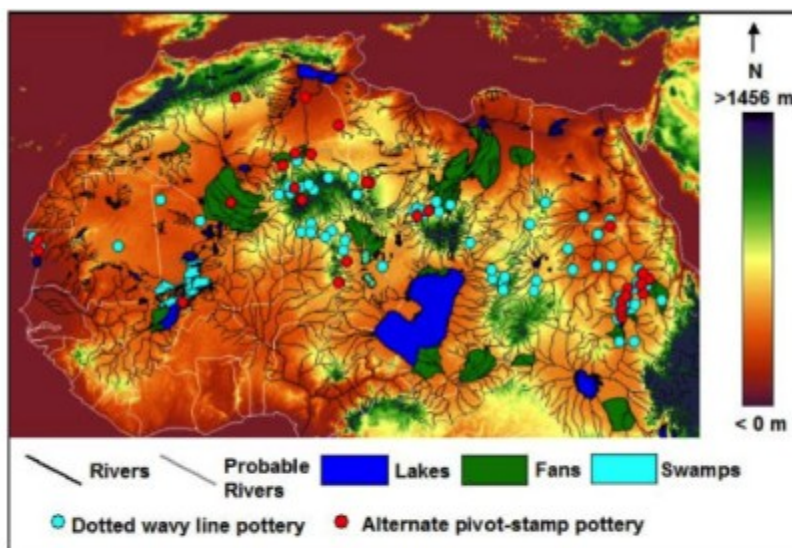 N
>1456 m
< 0 m
Rivers
Probable
Rivers
Lakes
Fans
Swamps
Dotted wavy line pottery
Alternate pivot-stamp pottery